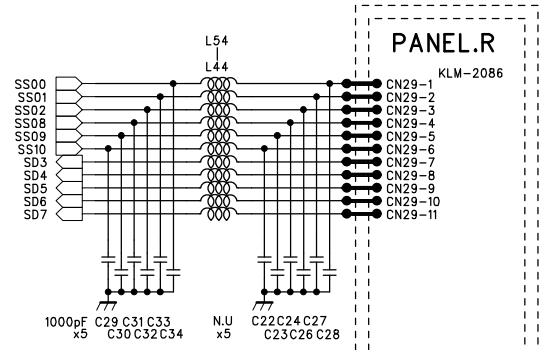 L54
L44
PANEL.R
KLM-2086
SS00 CN29-1
SS01 CN29-2
SS02 CN29-3
SS08 CN29-4
SS09 CN29-5
SS10 CN29-6
SD3 CN29-7
SD4 CN29-8
SD5 CN29-9
SD6 CN29-10
SD7 CN29-11
1000pF C29 C31 C33 N.U C22 C24 C27
x5 C30 C32 C34 x5 C23 C26 C28